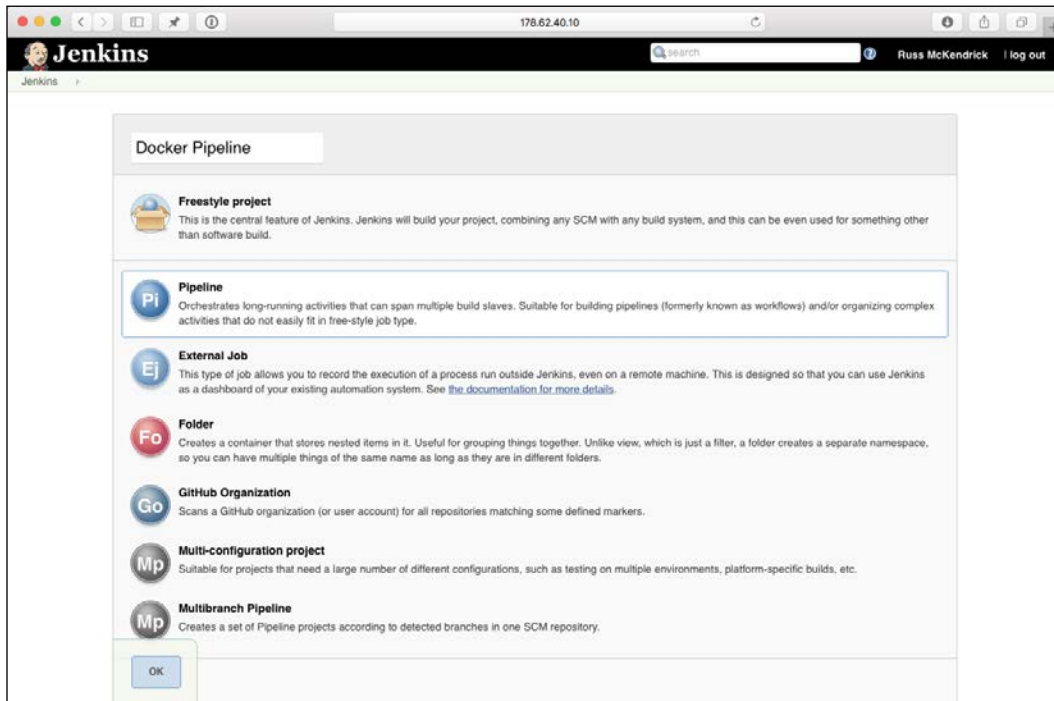 178.62.40.10
Jenkins
search
Russ McKendrick
log out
Jenkins
Docker Pipeline
Freestyle project
This is the central feature of Jenkins. Jenkins will build your project, combining any SCM with any build system, and this can be even used for something other
than software build.
Pi
Pipeline
Orchestrates long-running activities that can span multiple build slaves. Suitable for building pipelines (formerly known as workflows) and/or organizing complex
activities that do not easily fit in free-style job type.
Ej
External Job
This type of job allows you to record the execution of a process run outside Jenkins, even on a remote machine. This is designed so that you can use Jenkins
as a dashboard of your existing automation system. See the documentation for more details.
Fo
Folder
Creates a container that stores nested items in it. Useful for grouping things together. Unlike view, which is just a filter, a folder creates a separate namespace,
so you can have multiple things of the same name as long as they are in different folders.
Go
GitHub Organization
Scans a GitHub organization (or user account) for all repositories matching some defined markers.
Mp
Multi-configuration project
Suitable for projects that need a large number of different configurations, such as testing on multiple environments, platform-specific builds, etc.
Mp
Multibranch Pipeline
Creates a set of Pipeline projects according to detected branches in one SCM repository.
OK